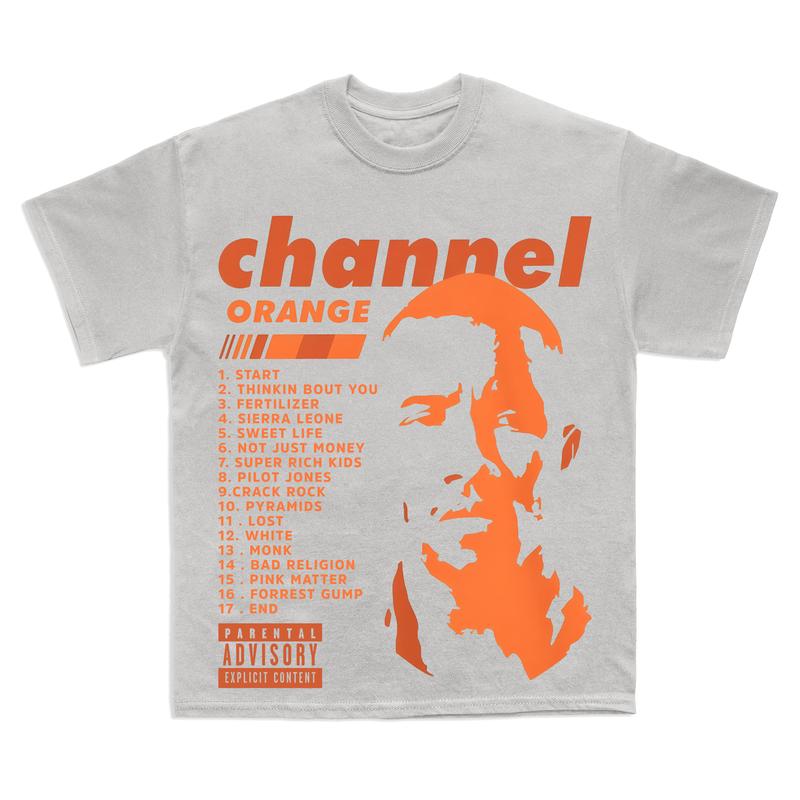 channel
ORANGE
1. START
2. THINKIN BOUT YOU
3. FERTILIZER
4. SIERRA LEONE
5. SWEET LIFE
6. NOT JUST MONEY
7. SUPER RICH KIDS
8. PILOT JONES
9.CRACK ROCK
10. PYRAMIDS
11 . LOST
12. WHITE
13 . MONK
14 . BAD RELIGION
15 . PINK MATTER
16 . FORREST GUMP
17 . END
PARENTAL
ADVISORY
EXPLICIT CONTENT